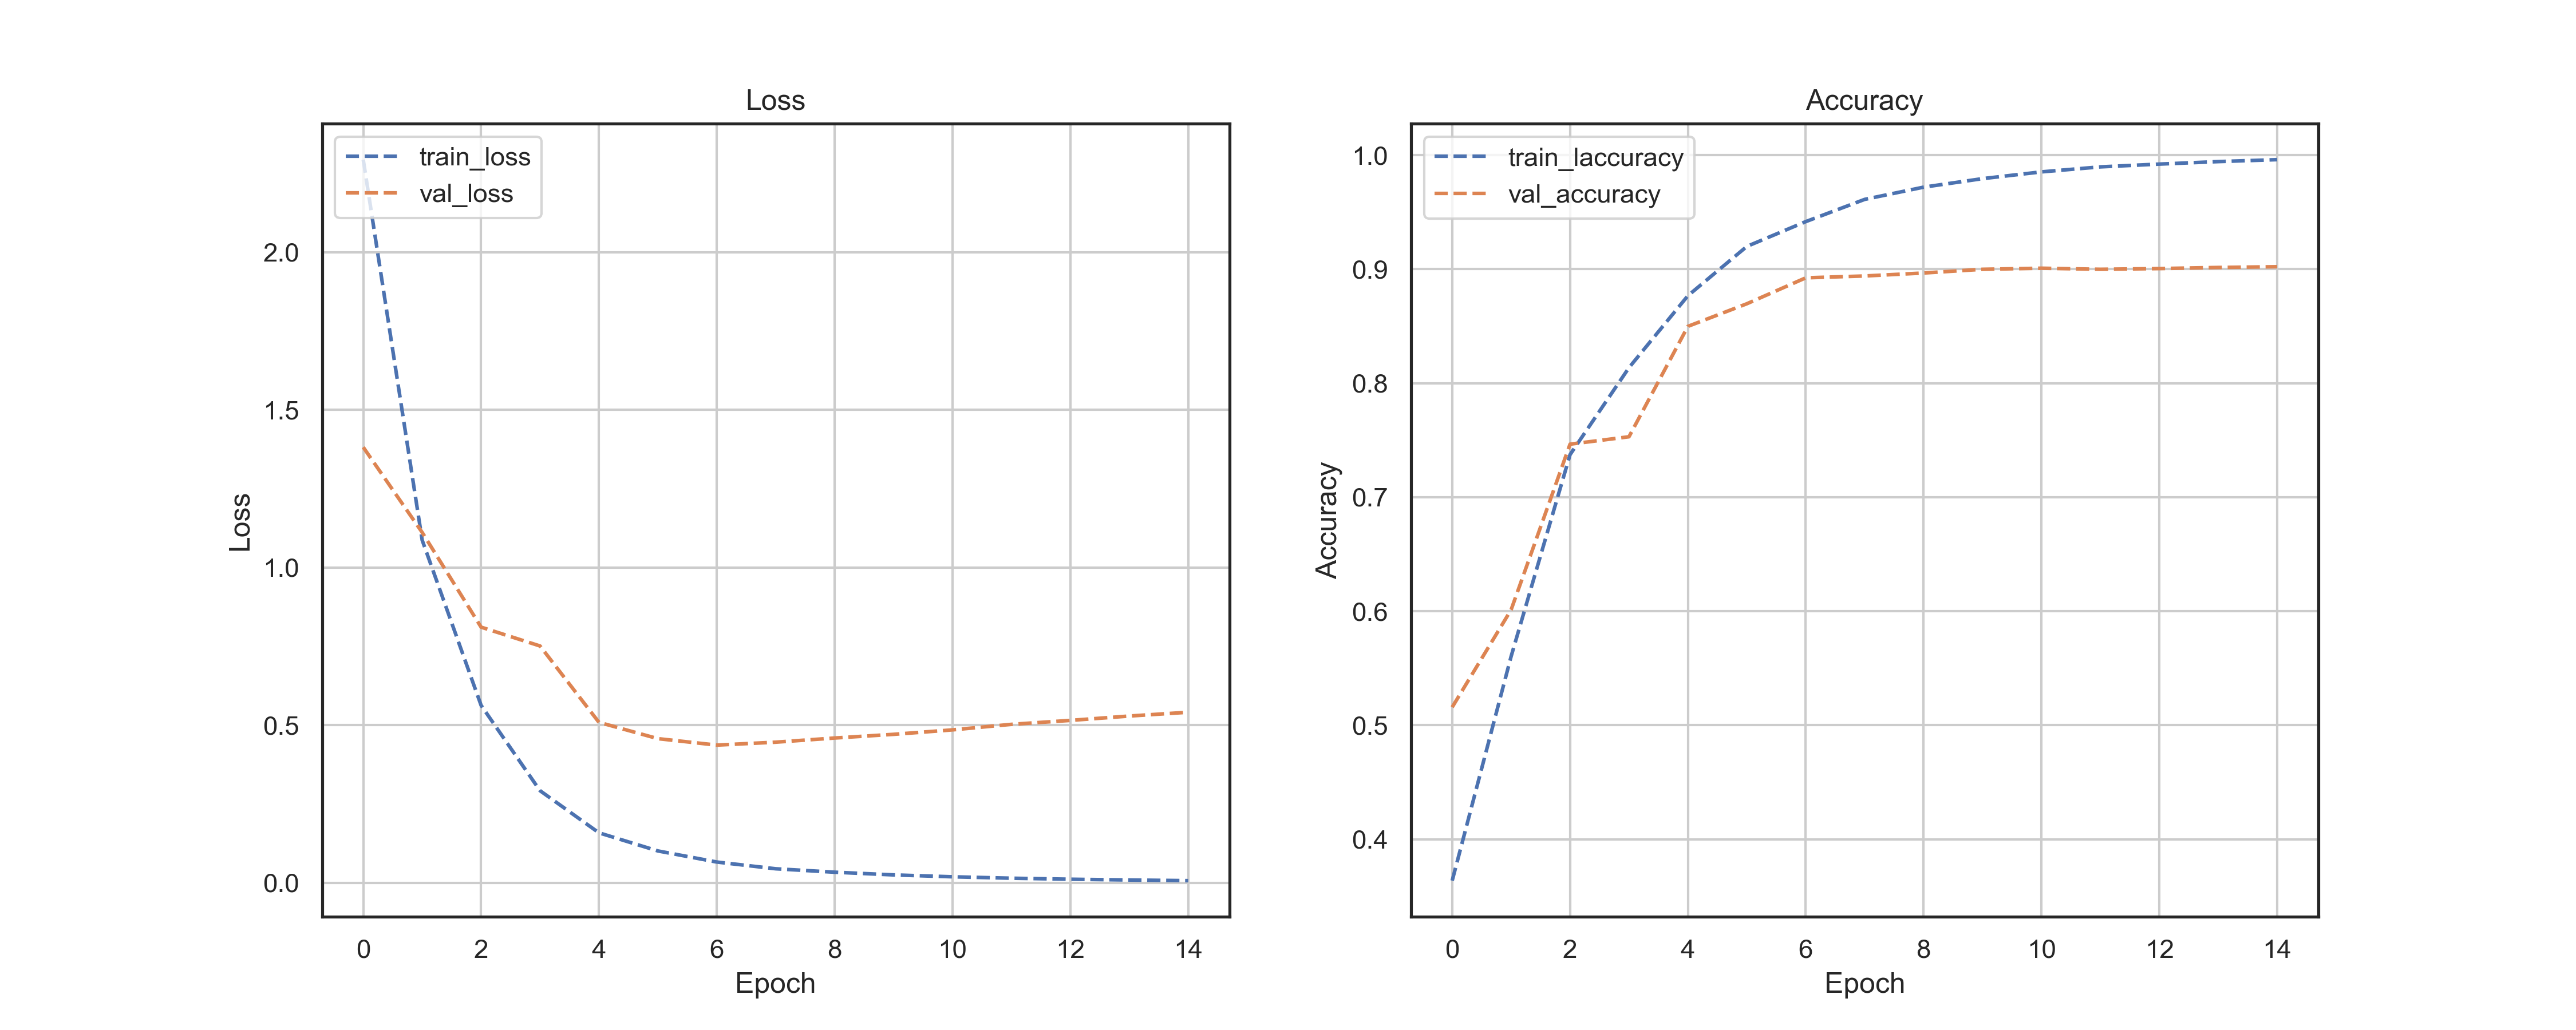 Loss
train_loss
val_loss
2.0
1.5
1.0
0.5
0.0
Loss
0 2 4 6 8 10 12 14
Epoch
Accuracy
train_laccuracy
val_accuracy
1.0
0.9
0.8
0.7
0.6
0.5
0.4
Accuracy
0 2 4 6 8 10 12 14
Epoch